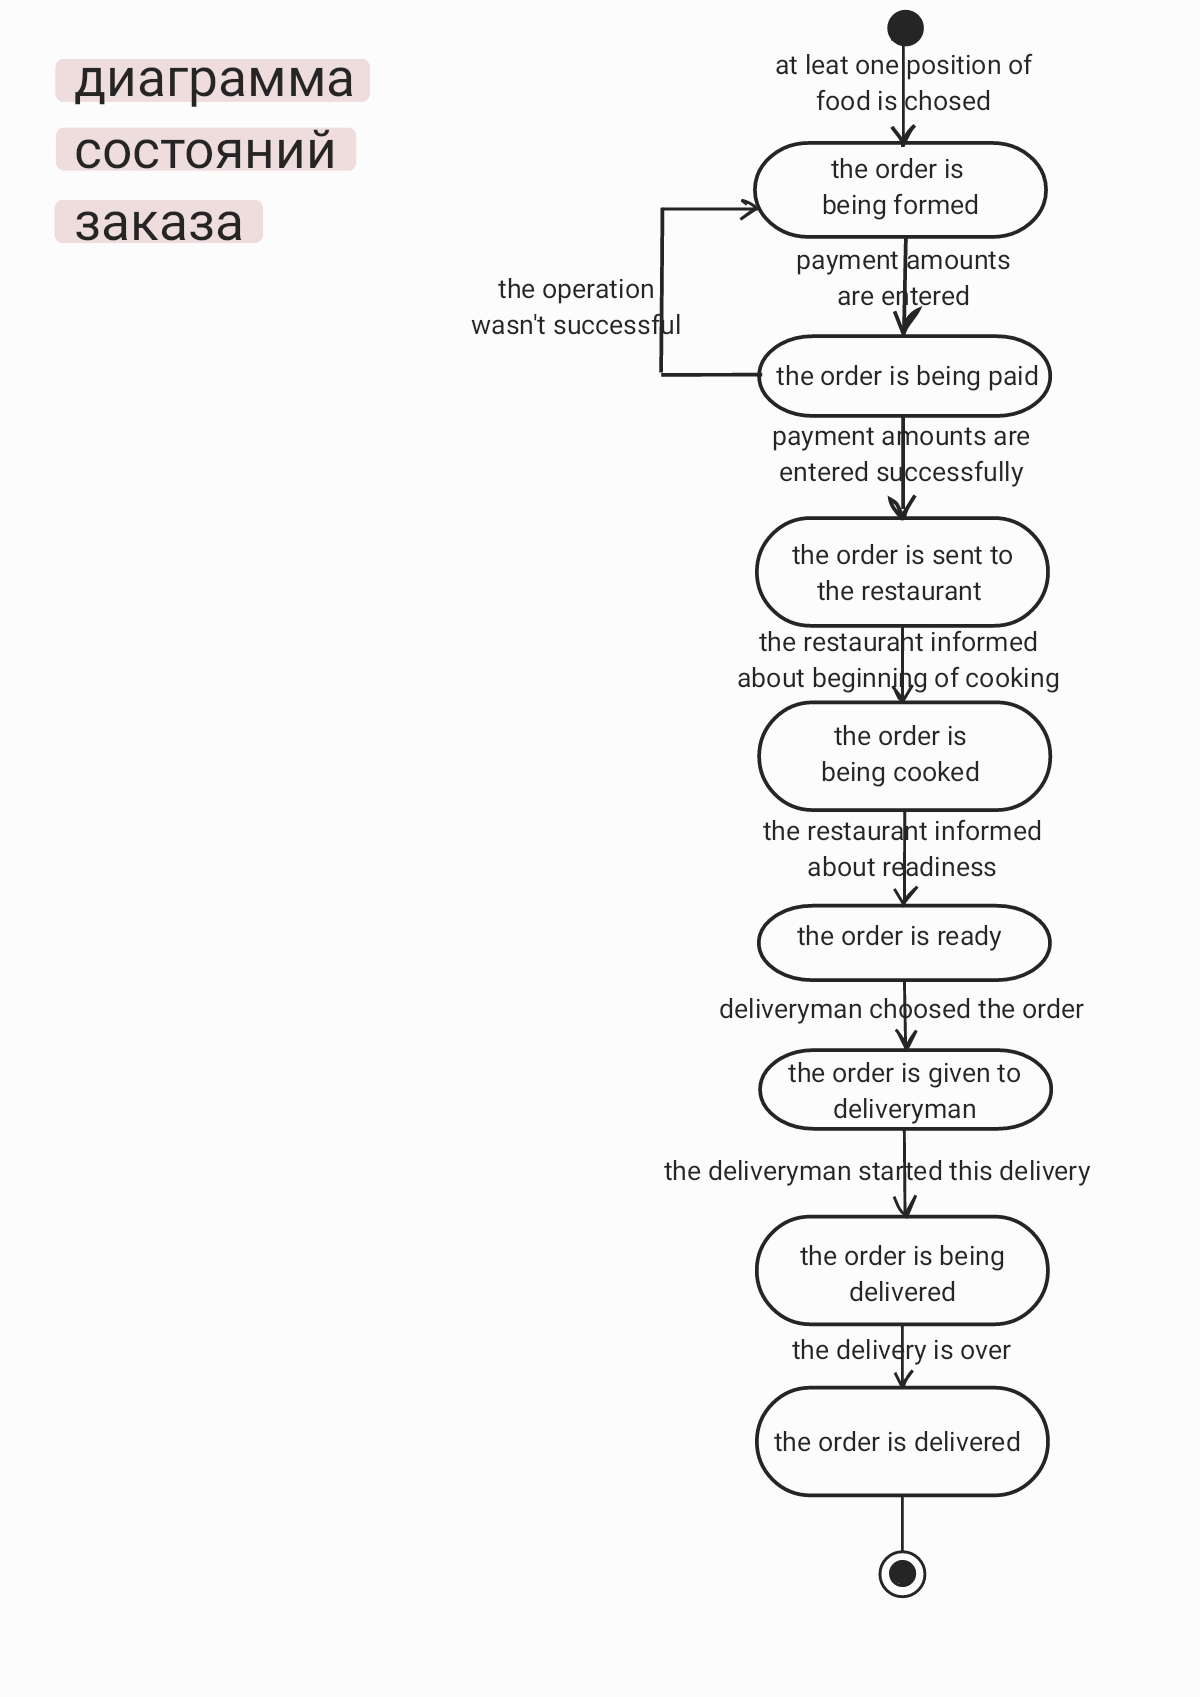 диаграмма
состояний
заказа
at leat one position of
food is chosed
the order is
being formed
payment amounts
are entered
the operation
wasn't successful
the order is being paid
payment amounts are
entered successfully
the order is sent to
the restaurant
the restaurant informed
about beginning of cooking
the order is
being cooked
the restaurant informed
about readiness
the order is ready
deliveryman choosed the order
the order is given to
deliveryman
the deliveryman started this delivery
the order is being
delivered
the delivery is over
the order is delivered